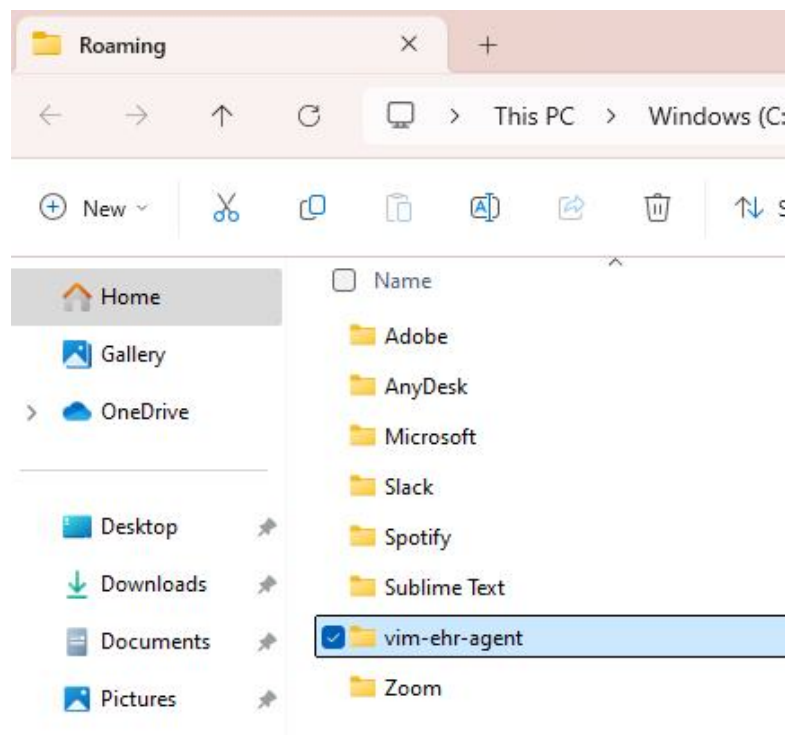 Roaming
This PC > Windows (C:
New
Name
Home
Gallery
OneDrive
Desktop
Downloads
Documents
Pictures
Adobe
AnyDesk
Microsoft
Slack
Spotify
Sublime Text
vim-ehr-agent
Zoom